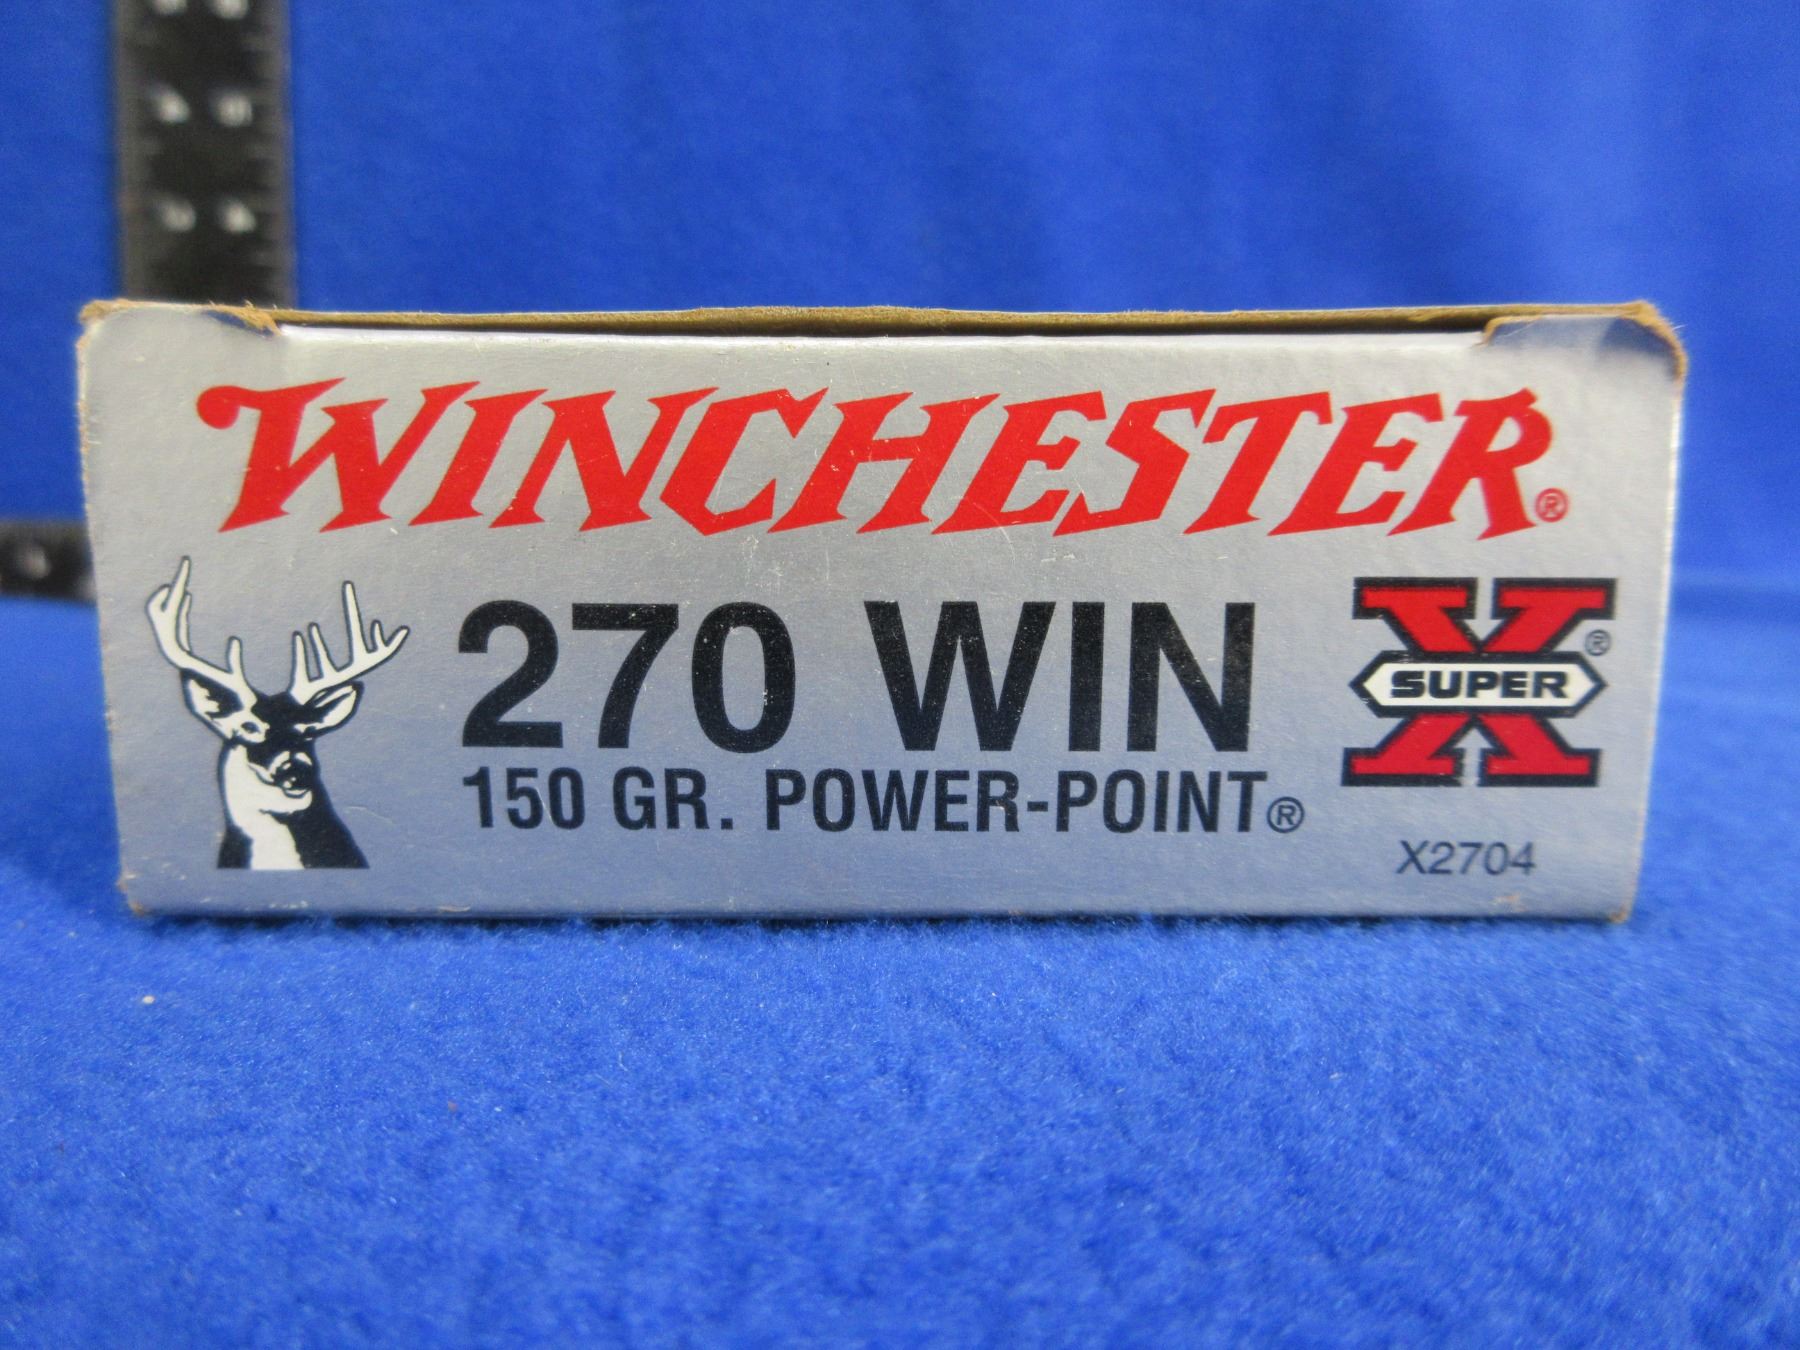 WINCHESTER®
270 WIN
150 GR. POWER-POINT®
X®
SUPER
X2704